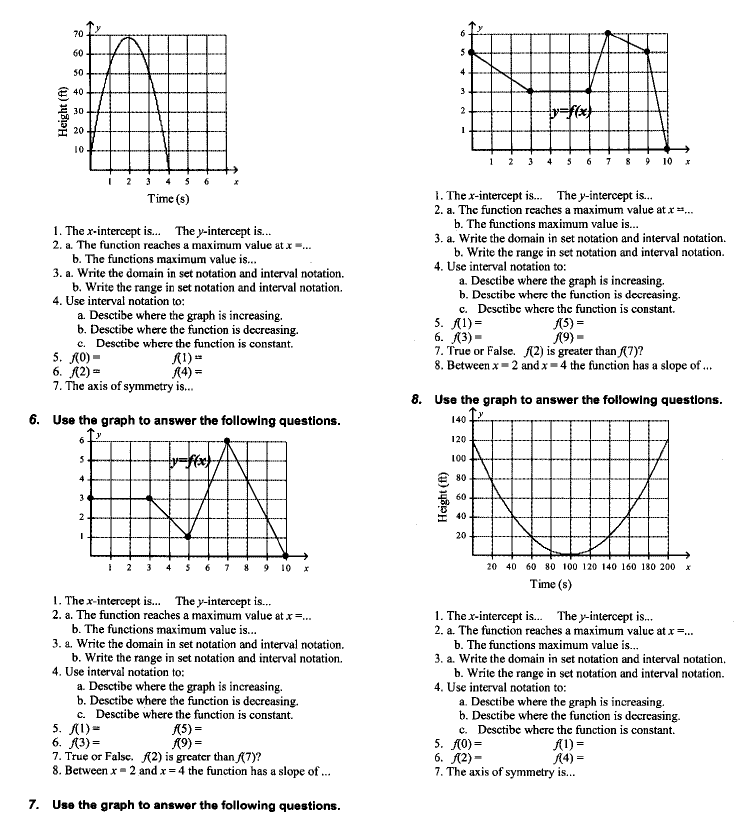 y
70
60
50
40
30
20
10
Height (ft)
1 2 3 4 5 6 x
Time (s)
1. The x-intercept is... The y-intercept is...
2. a. The function reaches a maximum value at x =...
b. The functions maximum value is...
3. a. Write the domain in set notation and interval notation.
b. Write the range in set notation and interval notation.
4. Use interval notation to:
a. Desctibe where the graph is increasing.
b. Desctibe where the function is decreasing.
c. Desctibe where the function is constant.
5. f(0) = f(1) =
6. f(2) = f(4) =
7. The axis of symmetry is...
6. Use the graph to answer the following questions.
y
6
5
4
3
2
1
y=f(x)
1 2 3 4 5 6 7 8 9 10 x
1. The x-intercept is... The y-intercept is...
2. a. The function reaches a maximum value at x =...
b. The functions maximum value is...
3. a. Write the domain in set notation and interval notation.
b. Write the range in set notation and interval notation.
4. Use interval notation to:
a. Desctibe where the graph is increasing.
b. Desctibe where the function is decreasing.
c. Desctibe where the function is constant.
5. f(1) = f(5) =
6. f(3) = f(9) =
7. True or False. f(2) is greater than f(7)?
8. Between x = 2 and x = 4 the function has a slope of ...
7. Use the graph to answer the following questions.
y
6
5
4
3
2
1
y=f(x)
1 2 3 4 5 6 7 8 9 10 x
1. The x-intercept is... The y-intercept is...
2. a. The function reaches a maximum value at x =...
b. The functions maximum value is...
3. a. Write the domain in set notation and interval notation.
b. Write the range in set notation and interval notation.
4. Use interval notation to:
a. Desctibe where the graph is increasing.
b. Desctibe where the function is decreasing.
c. Desctibe where the function is constant.
5. f(1) = f(5) =
6. f(3) = f(9) =
7. True or False. f(2) is greater than f(7)?
8. Between x = 2 and x = 4 the function has a slope of ...
8. Use the graph to answer the following questions.
y
140
120
100
80
60
40
20
Height (ft)
20 40 60 80 100 120 140 160 180 200 x
Time (s)
1. The x-intercept is... The y-intercept is...
2. a. The function reaches a maximum value at x =...
b. The functions maximum value is...
3. a. Write the domain in set notation and interval notation.
b. Write the range in set notation and interval notation.
4. Use interval notation to:
a. Desctibe where the graph is increasing.
b. Desctibe where the function is decreasing.
c. Desctibe where the function is constant.
5. f(0) = f(1) =
6. f(2) = f(4) =
7. The axis of symmetry is...